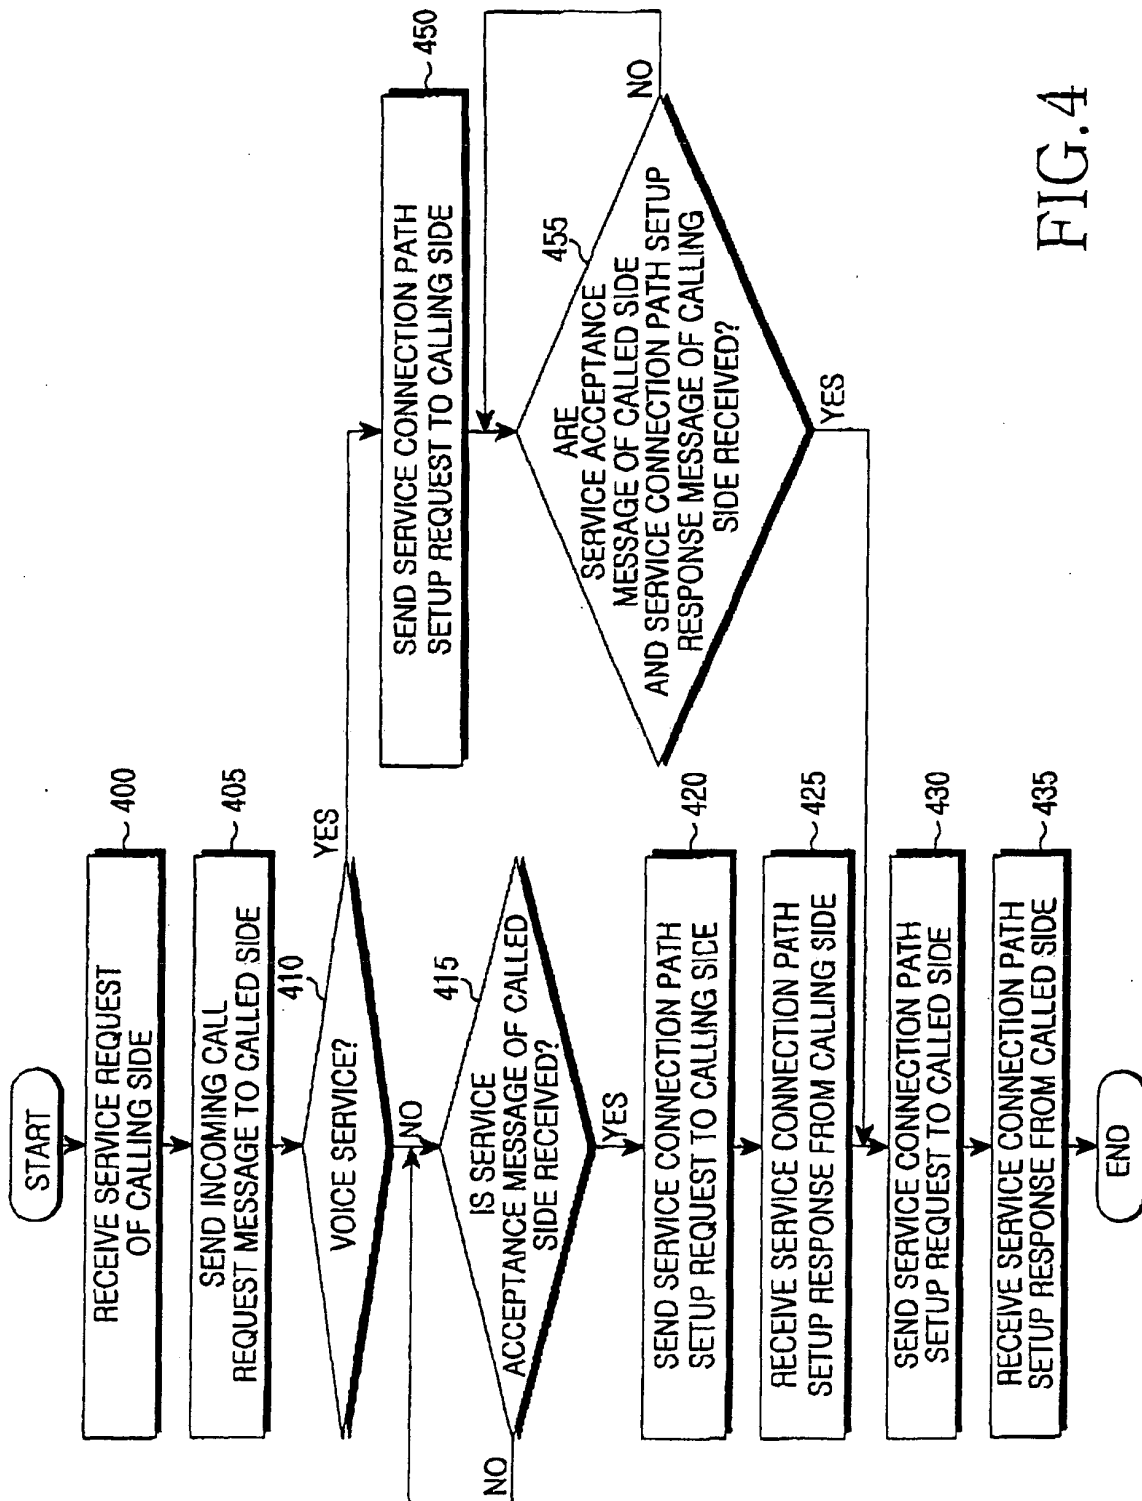 START
RECEIVE SERVICE REQUEST
OF CALLING SIDE
400
SEND INCOMING CALL
REQUEST MESSAGE TO CALLED SIDE
405
410
VOICE SERVICE?
YES
NO
415
IS SERVICE
ACCEPTANCE MESSAGE OF CALLED
SIDE RECEIVED?
NO
YES
SEND SERVICE CONNECTION PATH
SETUP REQUEST TO CALLING SIDE
420
RECEIVE SERVICE CONNECTION PATH
SETUP RESPONSE FROM CALLING SIDE
425
SEND SERVICE CONNECTION PATH
SETUP REQUEST TO CALLED SIDE
430
RECEIVE SERVICE CONNECTION PATH
SETUP RESPONSE FROM CALLED SIDE
435
END
SEND SERVICE CONNECTION PATH
SETUP REQUEST TO CALLING SIDE
450
455
ARE
SERVICE ACCEPTANCE
MESSAGE OF CALLED SIDE
AND SERVICE CONNECTION PATH SETUP
RESPONSE MESSAGE OF CALLING
SIDE RECEIVED?
NO
YES
FIG.4